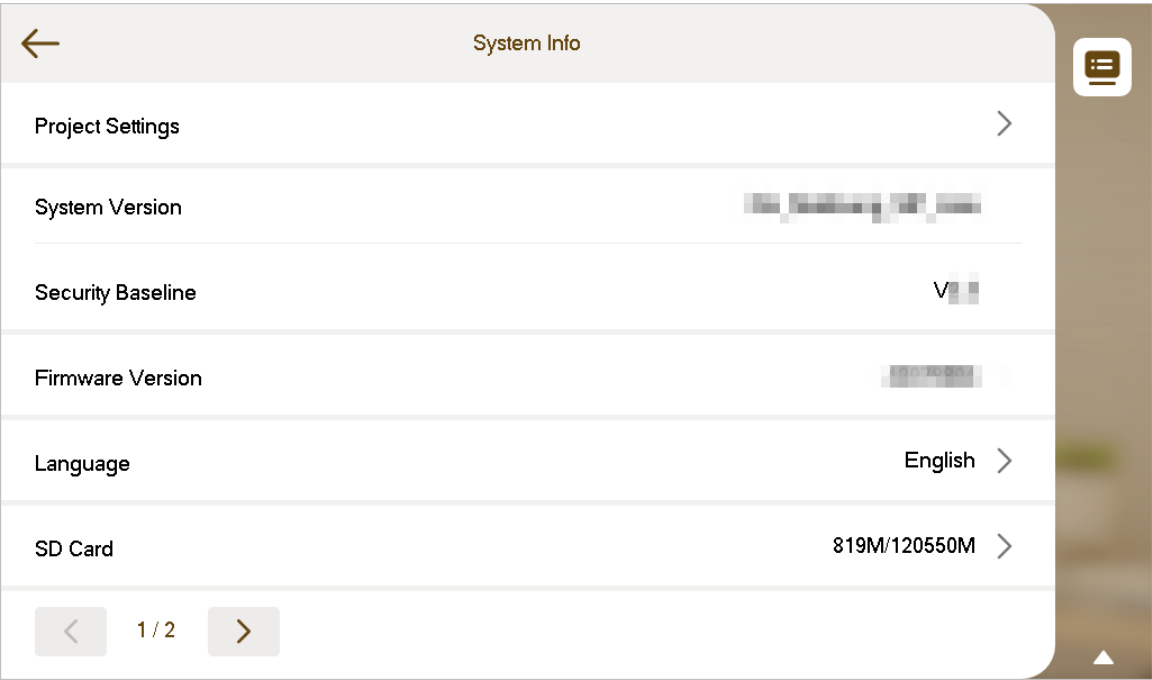 System Info
Project Settings
System Version
Security Baseline
Firmware Version
Language English
SD Card 819M/120550M
1 / 2